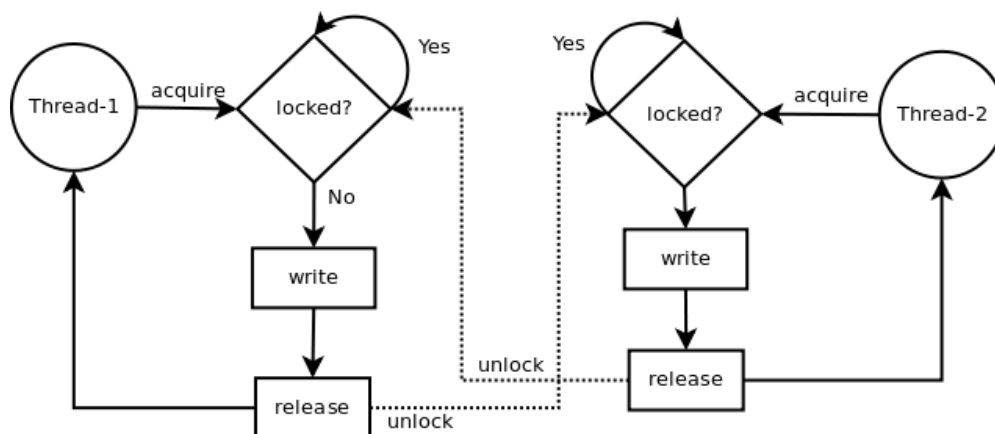 Yes
Yes
Thread-1
acquire
locked?
locked?
acquire
Thread-2
No
write
write
unlock
release
release
unlock